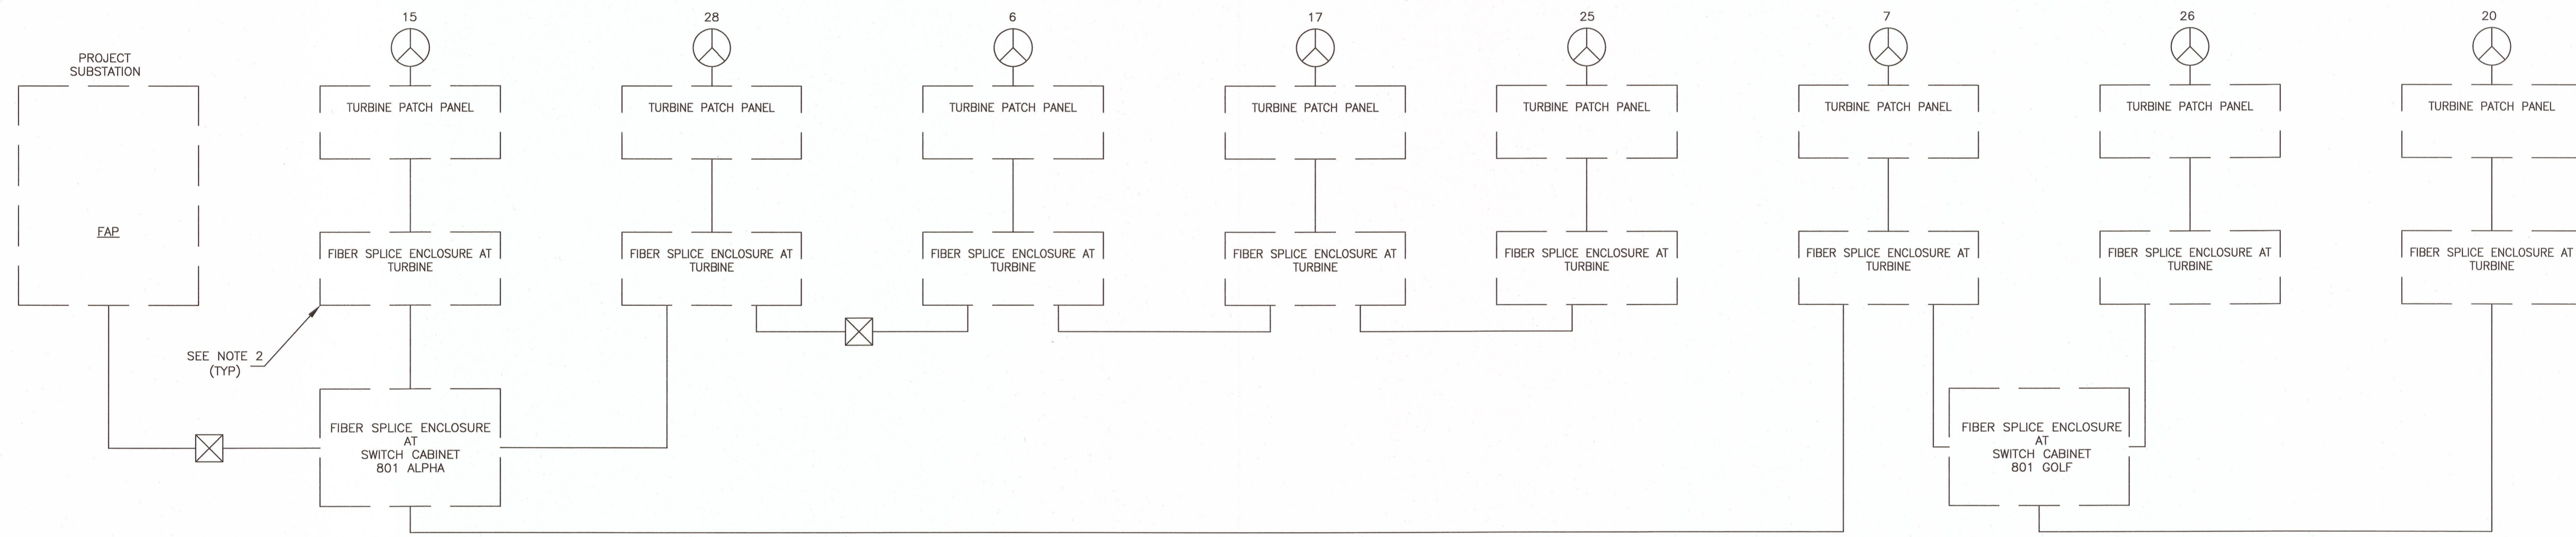 15
28
6
17
25
7
26
20
PROJECT
SUBSTATION
TURBINE PATCH PANEL
TURBINE PATCH PANEL
TURBINE PATCH PANEL
TURBINE PATCH PANEL
TURBINE PATCH PANEL
TURBINE PATCH PANEL
TURBINE PATCH PANEL
TURBINE PATCH PANEL
FAP
FIBER SPLICE ENCLOSURE AT
TURBINE
FIBER SPLICE ENCLOSURE AT
TURBINE
FIBER SPLICE ENCLOSURE AT
TURBINE
FIBER SPLICE ENCLOSURE AT
TURBINE
FIBER SPLICE ENCLOSURE AT
TURBINE
FIBER SPLICE ENCLOSURE AT
TURBINE
FIBER SPLICE ENCLOSURE AT
TURBINE
FIBER SPLICE ENCLOSURE AT
TURBINE
SEE NOTE 2
(TYP)
FIBER SPLICE ENCLOSURE
AT
SWITCH CABINET
801 ALPHA
FIBER SPLICE ENCLOSURE
AT
SWITCH CABINET
801 GOLF